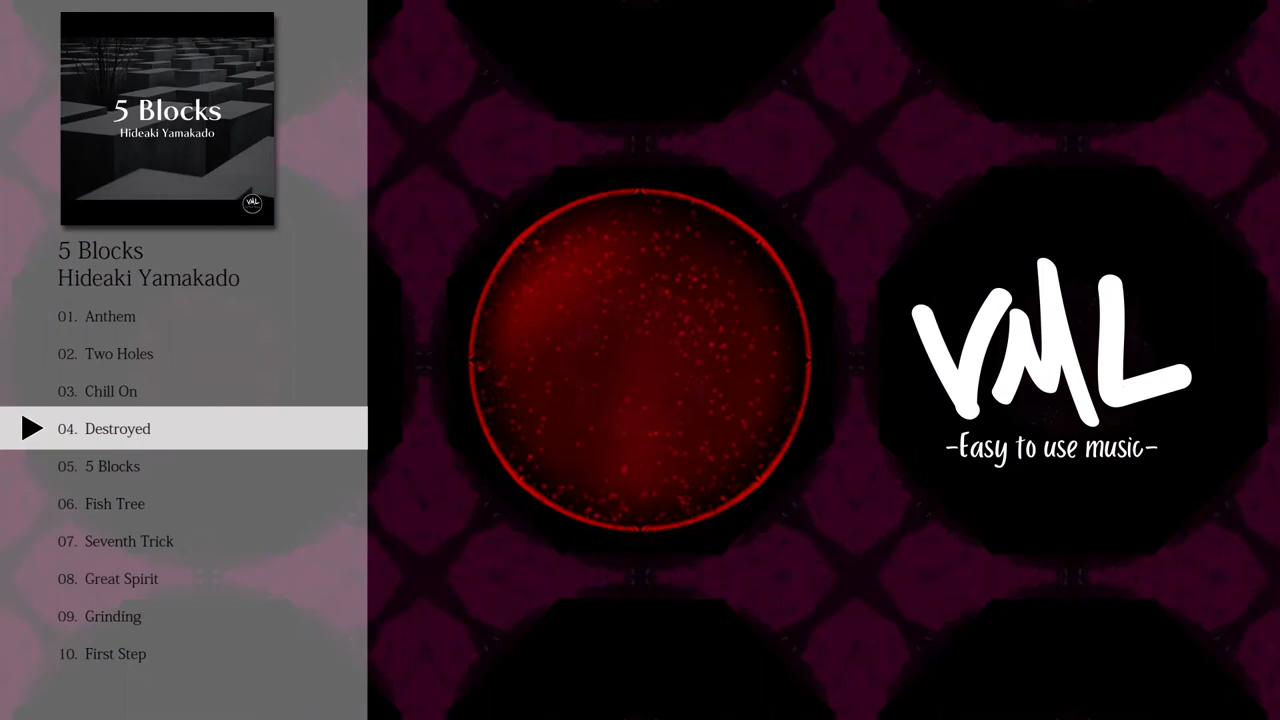 5 Blocks
Hideaki Yamakado
VML
5 Blocks
Hideaki Yamakado
01. Anthem
02. Two Holes
03. Chill On
04. Destroyed
05. 5 Blocks
06. Fish Tree
07. Seventh Trick
08. Great Spirit
09. Grinding
10. First Step
VML
-Easy to use music-